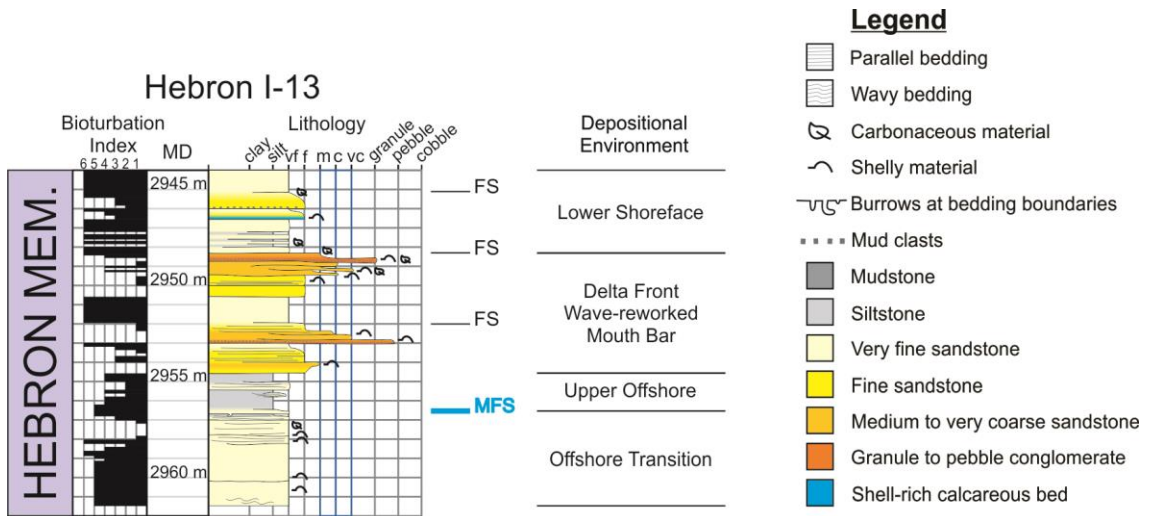 Hebron I-13
Bioturbation
Index
6 5 4 3 2 1
MD
Lithology
clay
silt
vf
f
m
c
vc
granule
pebble
cobble
Depositional
Environment
HEBRON MEM.
2945 m
2950 m
2955 m
2960 m
FS
FS
FS
MFS
Lower Shoreface
Delta Front
Wave-reworked
Mouth Bar
Upper Offshore
Offshore Transition
Legend
Parallel bedding
Wavy bedding
Carbonaceous material
Shelly material
Burrows at bedding boundaries
Mud clasts
Mudstone
Siltstone
Very fine sandstone
Fine sandstone
Medium to very coarse sandstone
Granule to pebble conglomerate
Shell-rich calcareous bed